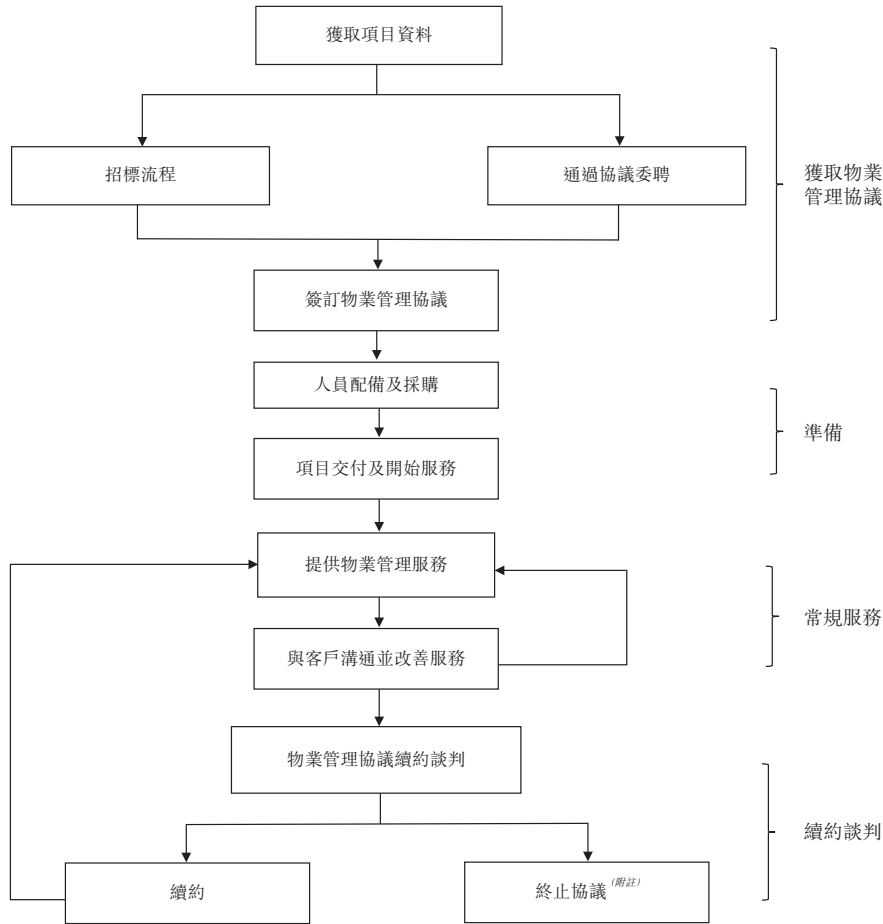 獲取項目資料
招標流程
通過協議委聘
獲取物業
管理協議
簽訂物業管理協議
人員配備及採購
準備
項目交付及開始服務
提供物業管理服務
常規服務
與客戶溝通並改善服務
物業管理協議續約談判
續約談判
續約
終止協議(附註)